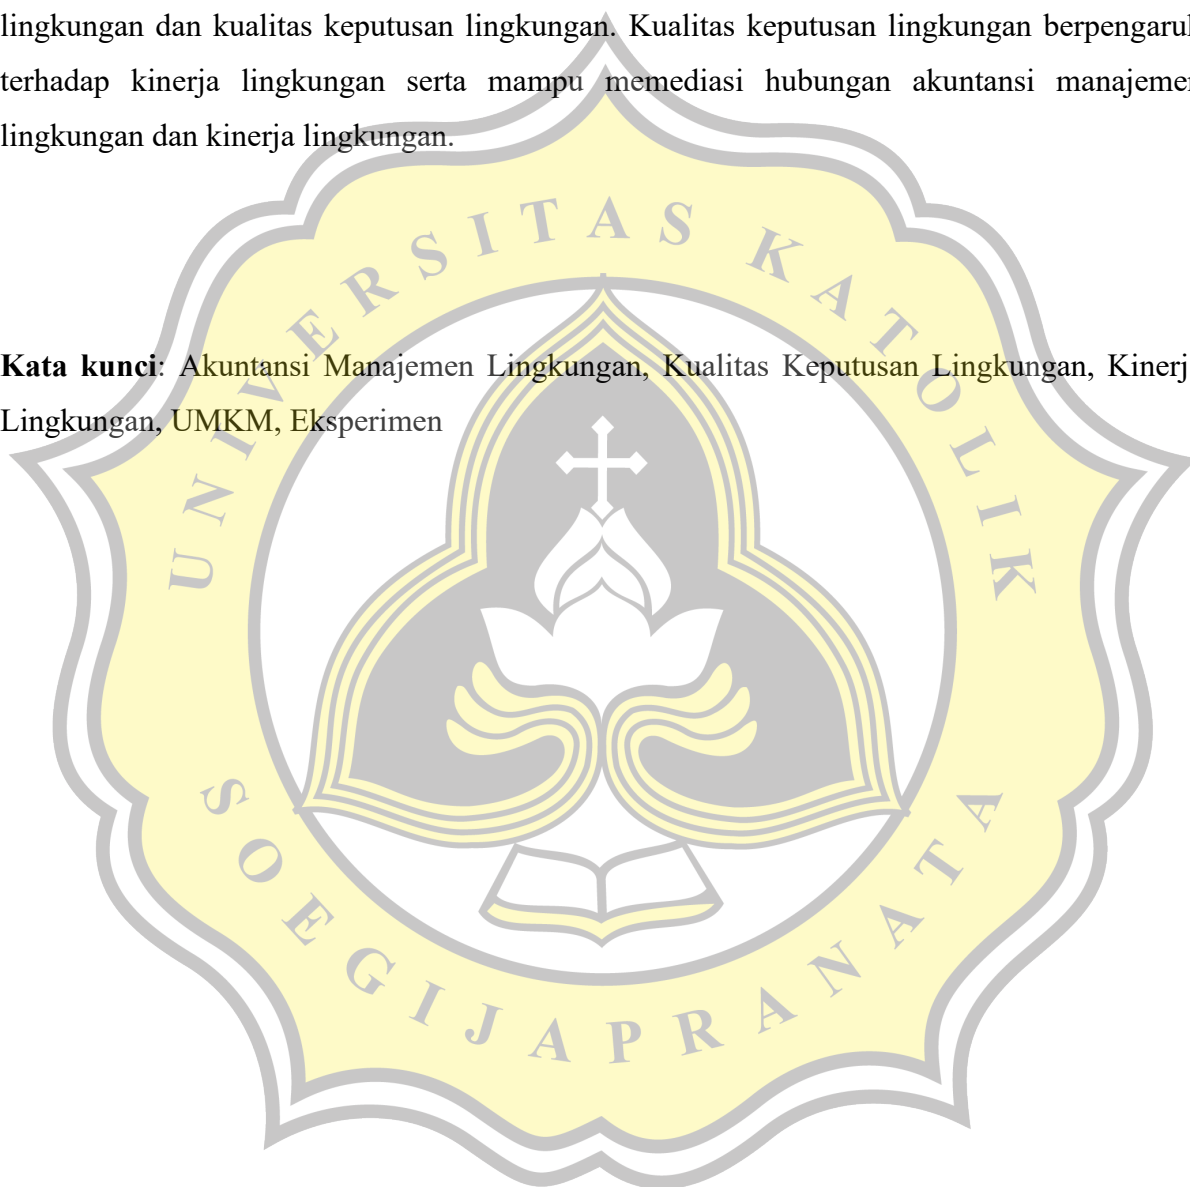 lingkungan dan kualitas keputusan lingkungan. Kualitas keputusan lingkungan berpengaruh
terhadap kinerja lingkungan serta mampu memediasi hubungan akuntansi manajemen
lingkungan dan kinerja lingkungan.
Kata kunci: Akuntansi Manajemen Lingkungan, Kualitas Keputusan Lingkungan, Kinerj
Lingkungan, UMKM, Eksperimen
UNIVERSITAS KATOLIK
SOEGIJAPRANATA